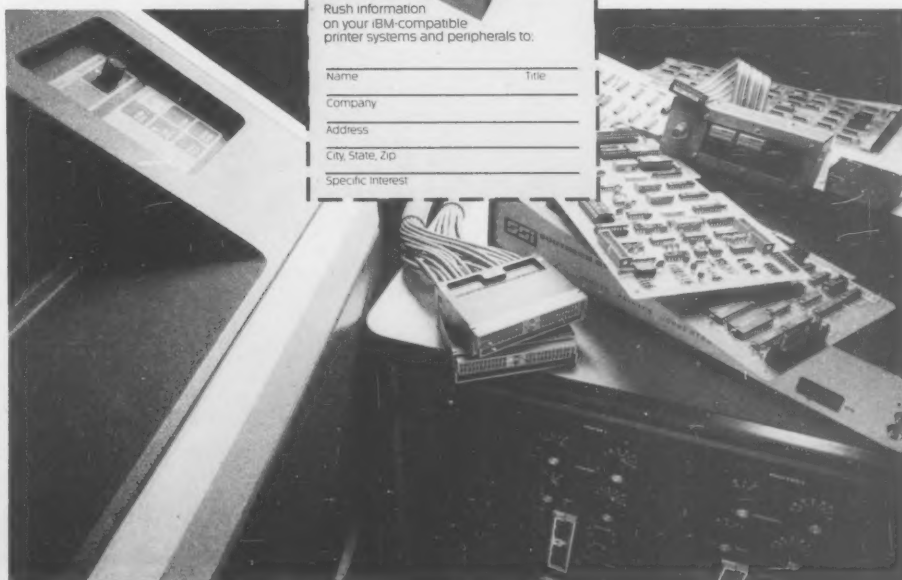 Rush information
on your IBM-compatible
printer systems and peripherals to:
Name Title
Company
Address
City, State, Zip
Specific Interest